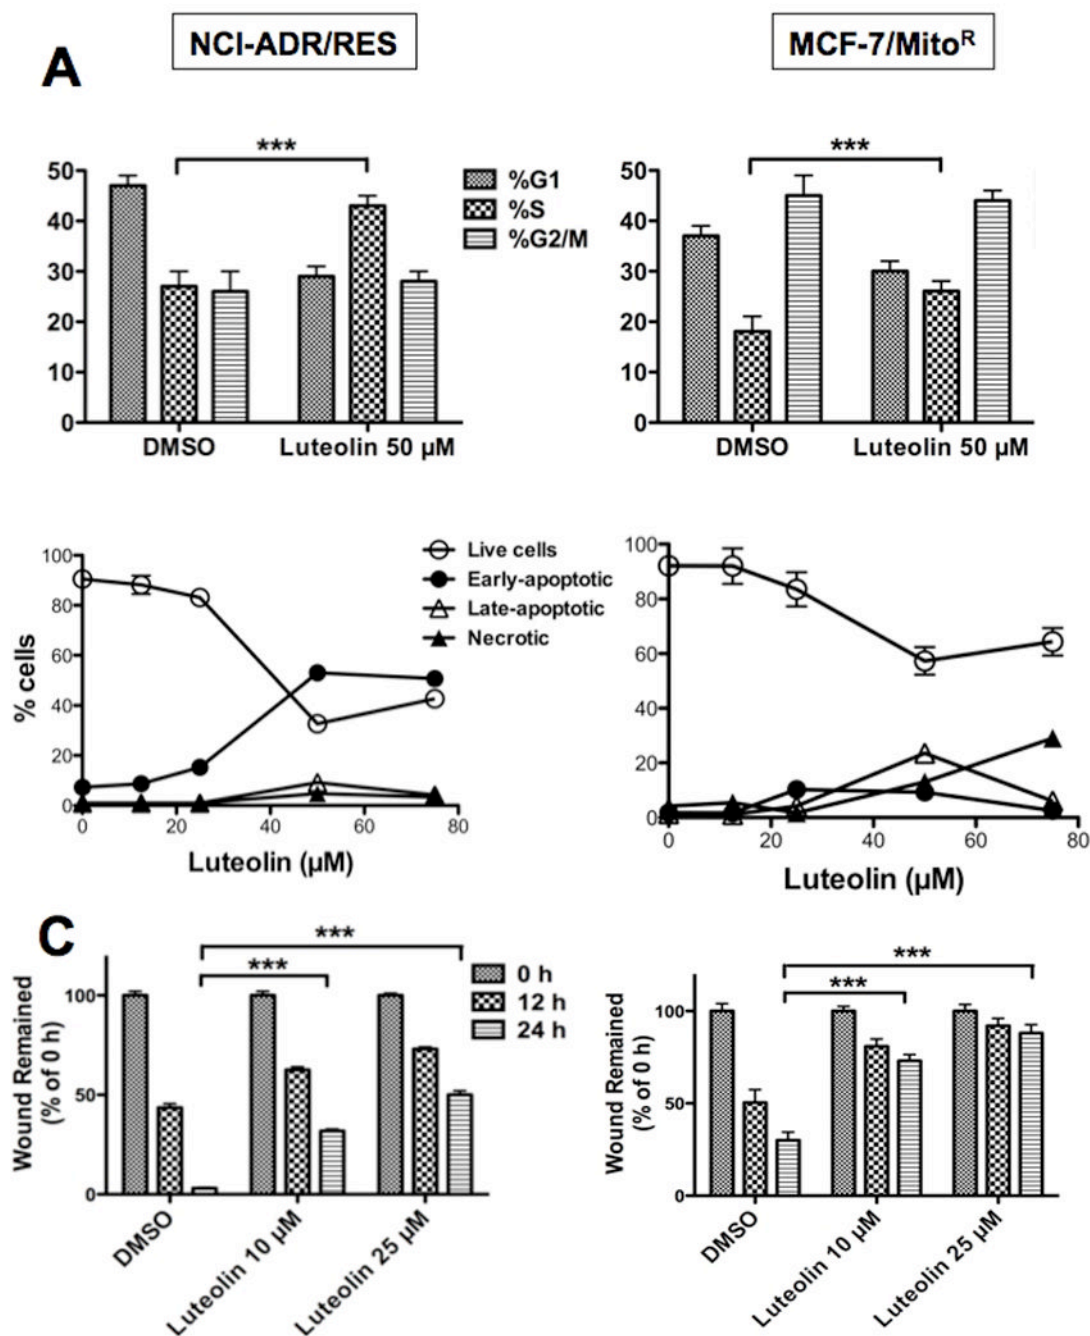 NCI-ADR/RES
MCF-7/Mito^R
A
***
50
40
30
20
10
0
DMSO
Luteolin 50 µM
%G1
%S
%G2/M
***
50
40
30
20
10
0
DMSO
Luteolin 50 µM
% cells
100
80
60
40
20
0
0 20 40 60 80
Luteolin (µM)
Live cells
Early-apoptotic
Late-apoptotic
Necrotic
100
80
60
40
20
0
0 20 40 60 80
Luteolin (µM)
C
***
***
Wound Remained
(% of 0 h)
100
50
0
DMSO
Luteolin 10 µM
Luteolin 25 µM
0 h
12 h
24 h
***
***
Wound Remained
(% of 0 h)
100
50
0
DMSO
Luteolin 10 µM
Luteolin 25 µM